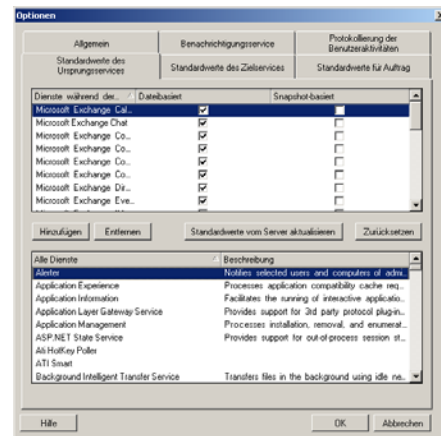 Optionen
Allgemein
Benachrichtigungsservice
Protokollierung der
Benutzeraktivitäten
Standardwerte des
Ursprungsservices
Standardwerte des Zielservices
Standardwerte für Auftrag
Dienste während der.. Dateibasiert Snapshot-basiert
Microsoft Exchange Cal...
Microsoft Exchange Chat
Microsoft Exchange Co...
Microsoft Exchange Co...
Microsoft Exchange Co...
Microsoft Exchange Co...
Microsoft Exchange Dir...
Microsoft Exchange Eve...
Hinzufügen Entfernen Standardwerte vom Server aktualisieren Zurücksetzen
Alle Dienste Beschreibung
Alerter Notifies selected users and computers of admi...
Application Experience Processes application compatibility cache req...
Application Information Facilitates the running of interactive applicatio...
Application Layer Gateway Service Provides support for 3rd party protocol plug-in...
Application Management Processes installation, removal, and enumerat...
ASP.NET State Service Provides support for out-of-process session st...
Ati HotKey Poller
ATI Smart
Background Intelligent Transfer Service Transfers files in the background using idle ne...
Hilfe OK Abbrechen